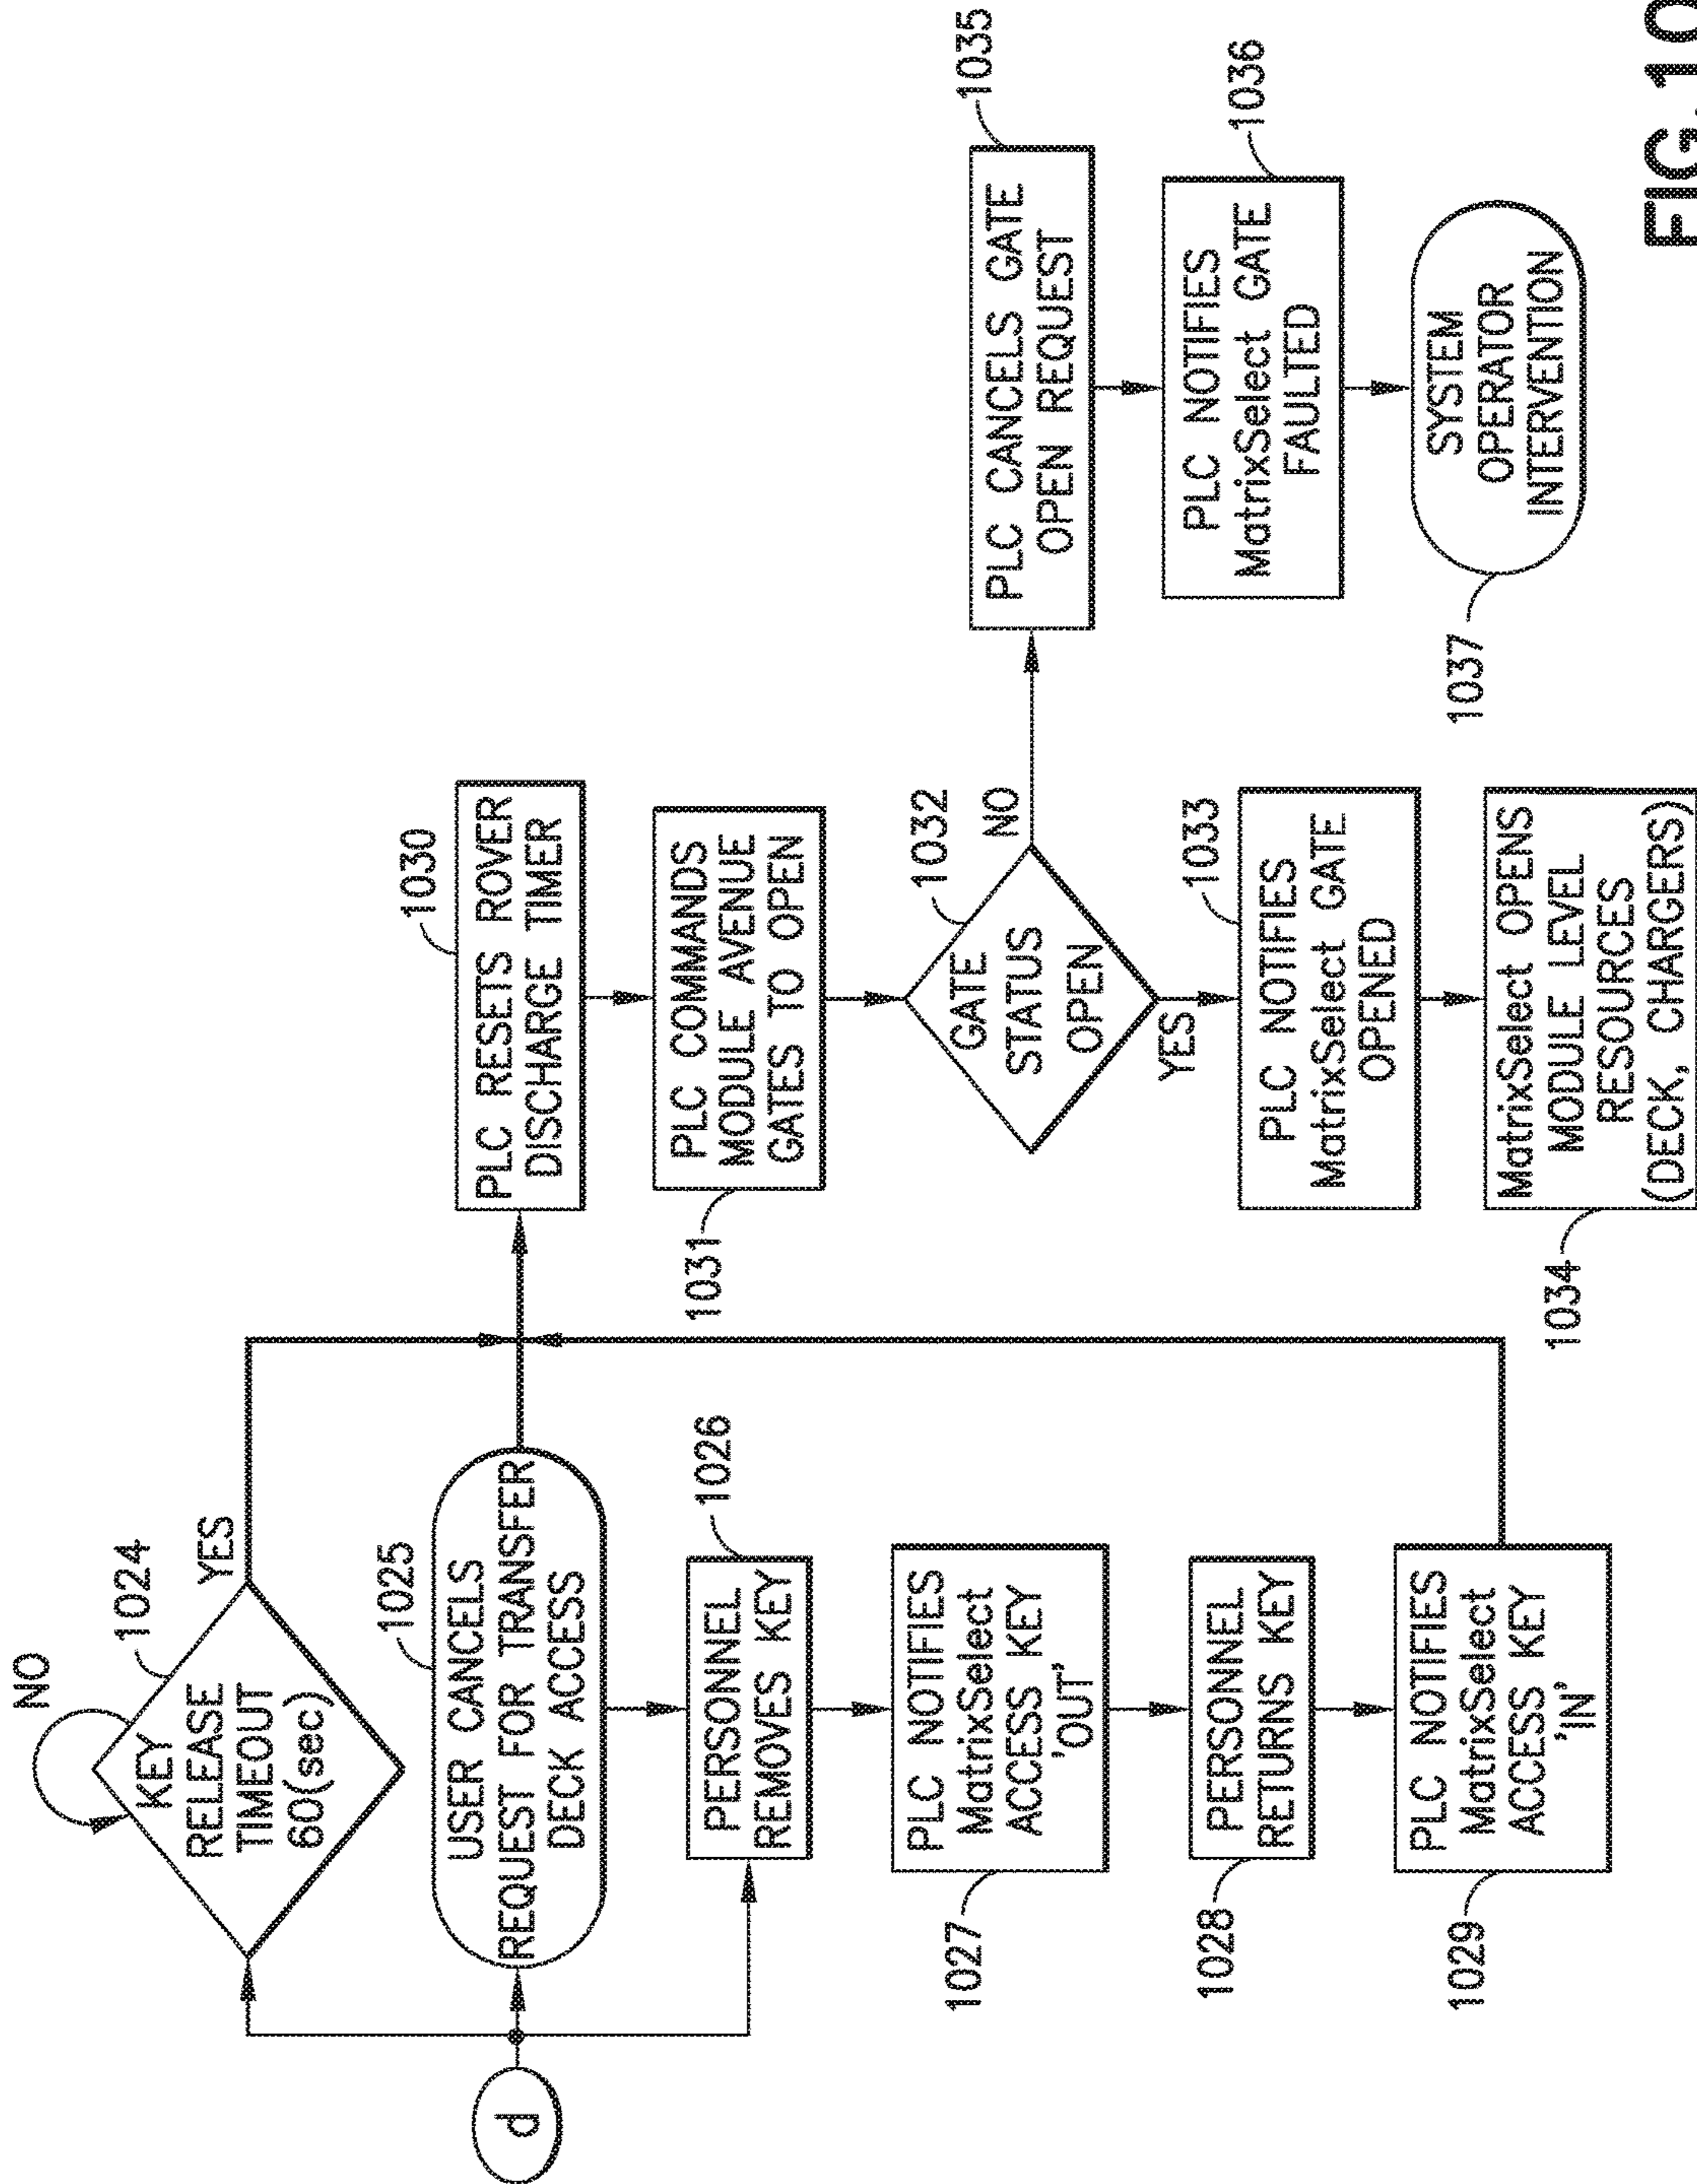 d
NO
KEY
RELEASE
TIMEOUT
60(sec)
1024
YES
1025
USER CANCELS
REQUEST FOR TRANSFER
DECK ACCESS
1026
PERSONNEL
REMOVES KEY
1027
PLC NOTIFIES
MatrixSelect
ACCESS KEY
'OUT'
1028
PERSONNEL
RETURNS KEY
1029
PLC NOTIFIES
MatrixSelect
ACCESS KEY
'IN'
1030
PLC RESETS ROVER
DISCHARGE TIMER
1031
PLC COMMANDS
MODULE AVENUE
GATES TO OPEN
1032
GATE
STATUS
OPEN
NO
YES
1033
PLC NOTIFIES
MatrixSelect GATE
OPENED
1034
MatrixSelect OPENS
MODULE LEVEL
RESOURCES
(DECK, CHARGERS)
1035
PLC CANCELS GATE
OPEN REQUEST
1036
PLC NOTIFIES
MatrixSelect GATE
FAULTED
1037
SYSTEM
OPERATOR
INTERVENTION
FIG. 10